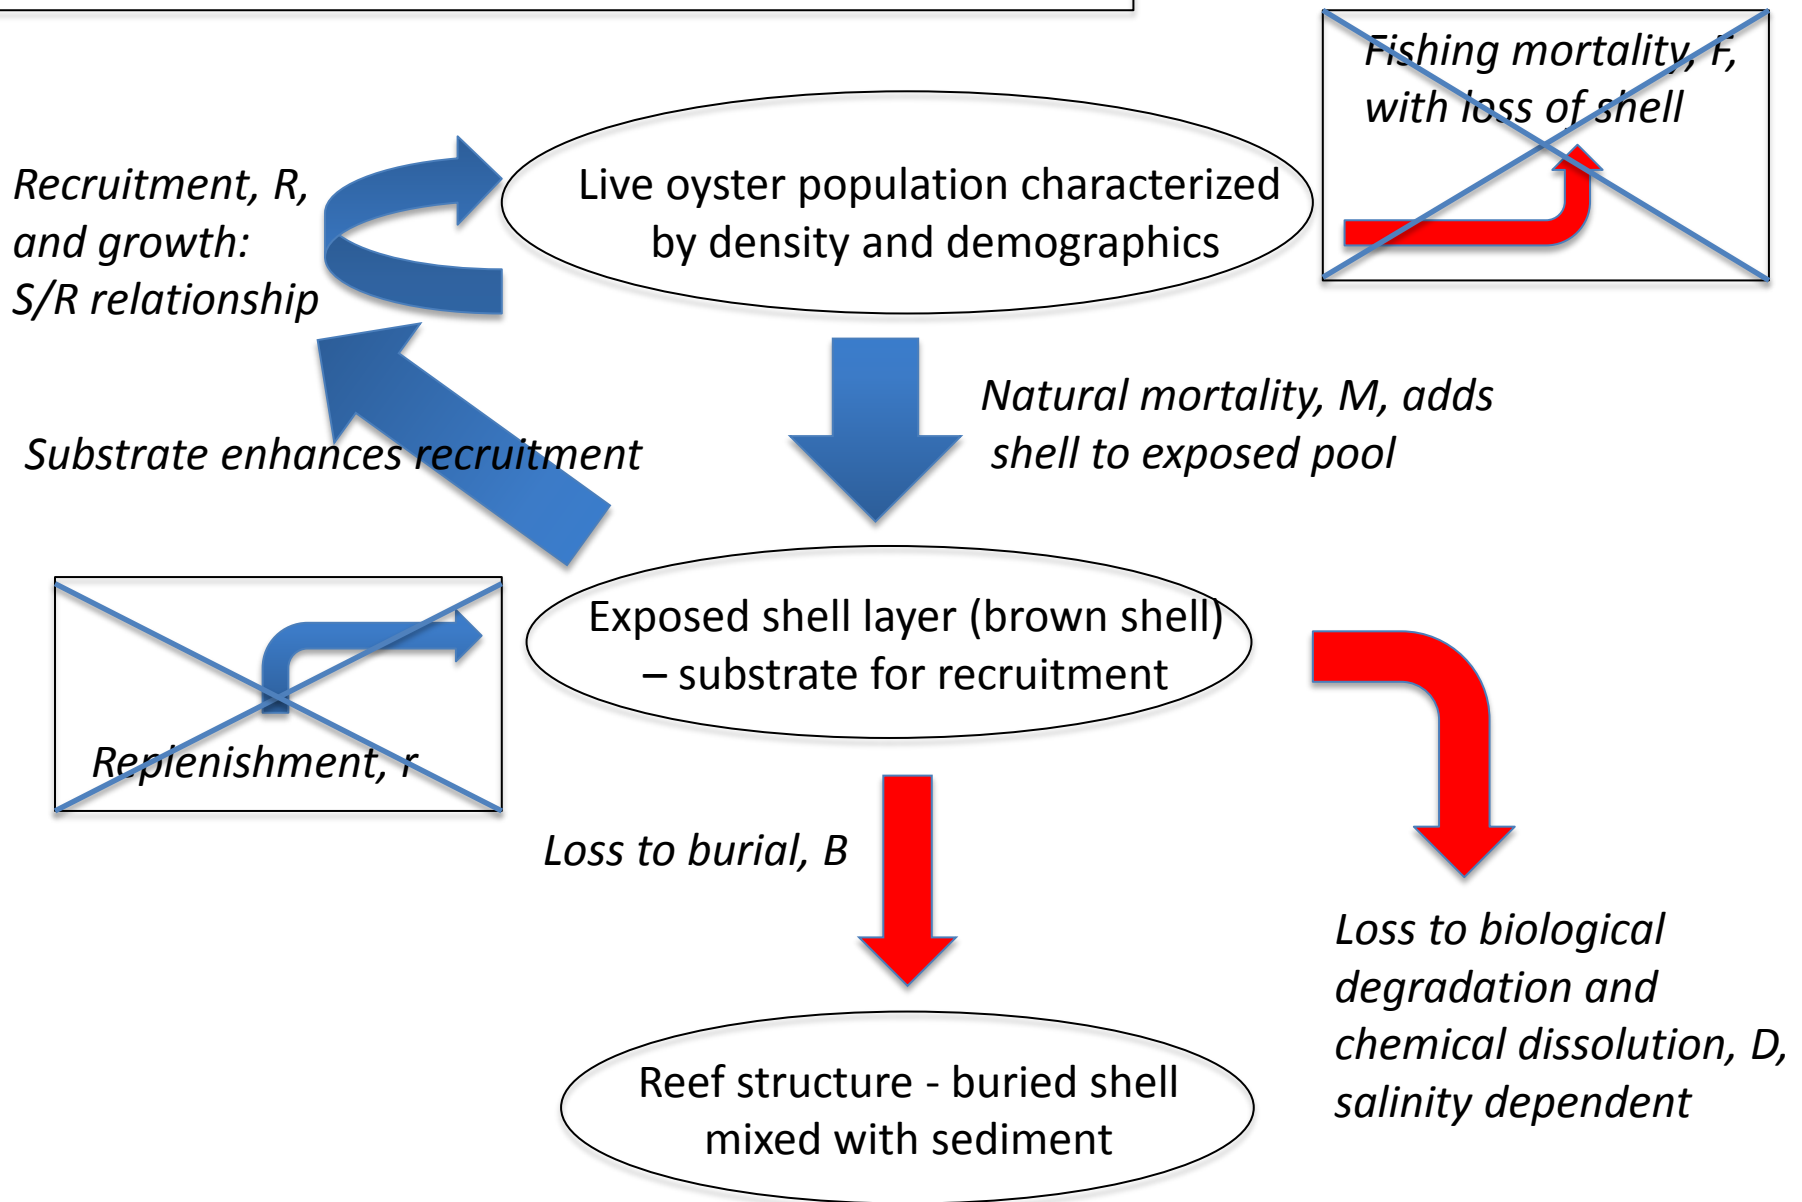 Fishing mortality, F,
with loss of shell
Live oyster population characterized
by density and demographics
Recruitment, R,
and growth:
S/R relationship
Natural mortality, M, adds
shell to exposed pool
Substrate enhances recruitment
Exposed shell layer (brown shell)
– substrate for recruitment
Replenishment, r
Loss to burial, B
Loss to biological
degradation and
chemical dissolution, D,
salinity dependent
Reef structure - buried shell
mixed with sediment